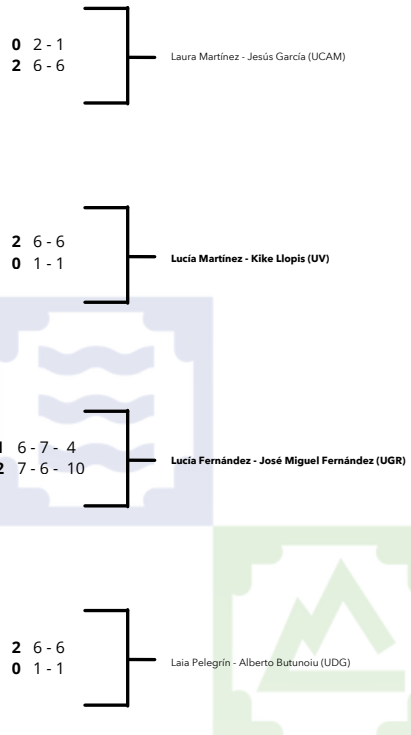 0 2 - 1
2 6 - 6
Laura Martínez - Jesús García (UCAM)
2 6 - 6
0 1 - 1
Lucía Martínez - Kike Llopis (UV)
1 6 - 7 - 4
2 7 - 6 - 10
Lucía Fernández - José Miguel Fernández (UGR)
2 6 - 6
0 1 - 1
Laia Pelegrín - Alberto Butunoiu (UDG)